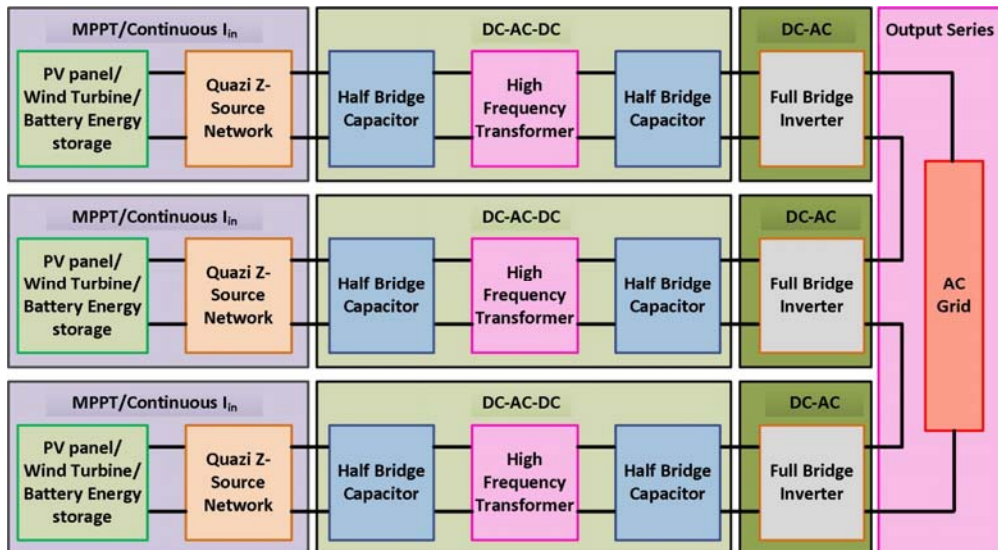 MPPT/Continuous Iin
DC-AC-DC
DC-AC
Output Series
PV panel/
Wind Turbine/
Battery Energy
storage
Quazi Z-
Source
Network
Half Bridge
Capacitor
High
Frequency
Transformer
Half Bridge
Capacitor
Full Bridge
Inverter
MPPT/Continuous Iin
DC-AC-DC
DC-AC
PV panel/
Wind Turbine/
Battery Energy
storage
Quazi Z-
Source
Network
Half Bridge
Capacitor
High
Frequency
Transformer
Half Bridge
Capacitor
Full Bridge
Inverter
AC
Grid
MPPT/Continuous Iin
DC-AC-DC
DC-AC
PV panel/
Wind Turbine/
Battery Energy
storage
Quazi Z-
Source
Network
Half Bridge
Capacitor
High
Frequency
Transformer
Half Bridge
Capacitor
Full Bridge
Inverter